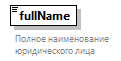 fullName
Полное наименование
юридического лица